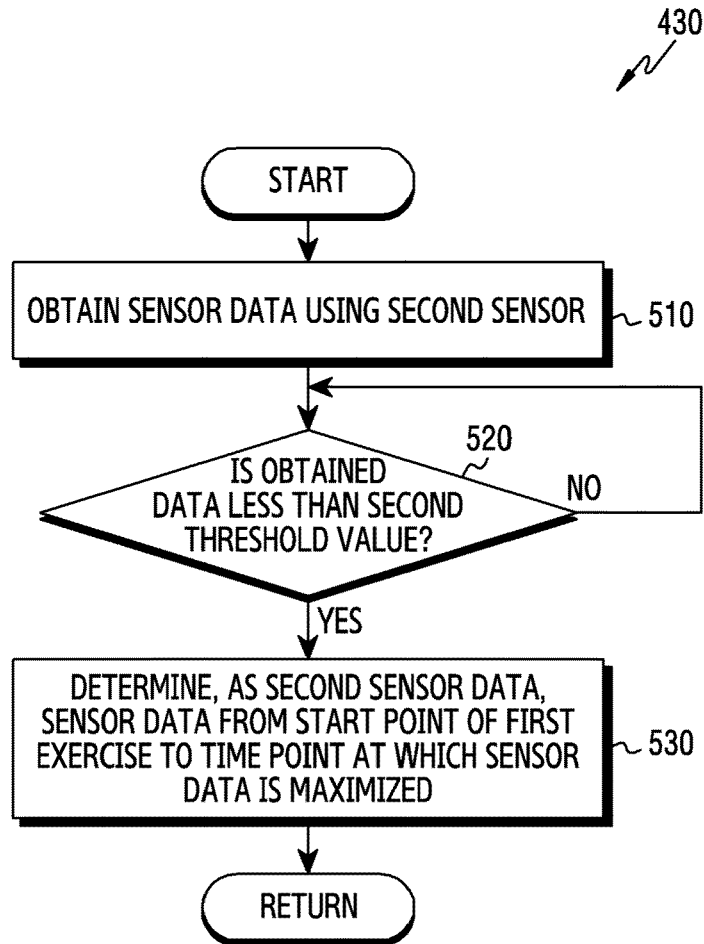 430
START
OBTAIN SENSOR DATA USING SECOND SENSOR
510
520
IS OBTAINED
DATA LESS THAN SECOND
THRESHOLD VALUE?
NO
YES
DETERMINE, AS SECOND SENSOR DATA,
SENSOR DATA FROM START POINT OF FIRST
EXERCISE TO TIME POINT AT WHICH SENSOR
DATA IS MAXIMIZED
530
RETURN